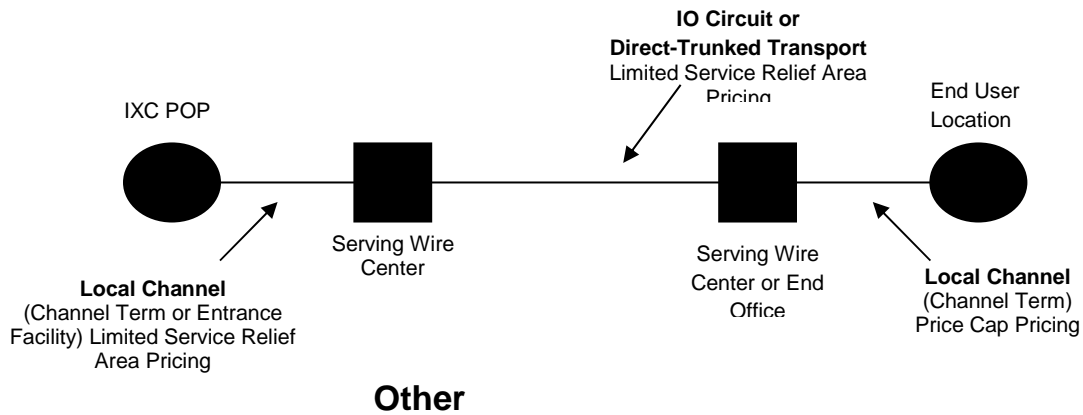 IO Circuit or
Direct-Trunked Transport
Limited Service Relief Area
Pricing
IXC POP
End User
Location
Serving Wire
Center
Serving Wire
Center or End
Office
Local Channel
(Channel Term or Entrance
Facility) Limited Service Relief
Area Pricing
Local Channel
(Channel Term)
Price Cap Pricing
Other